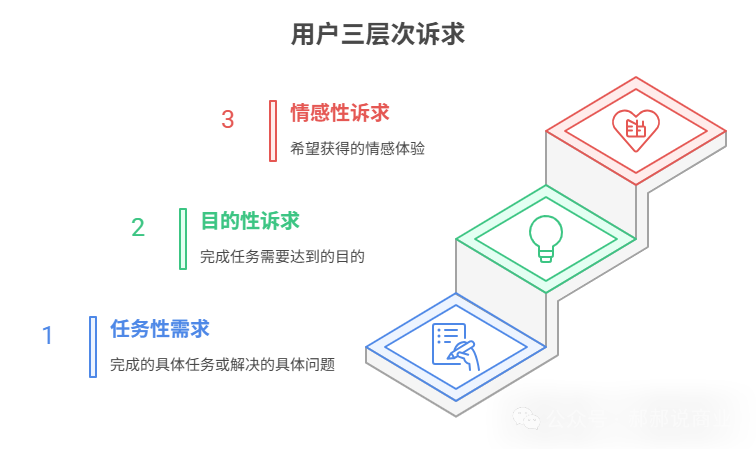 用户三层次诉求
3
情感性诉求
希望获得的情感体验
2
目的性诉求
完成任务需要达到的目的
1
任务性需求
完成的具体任务或解决的具体问题